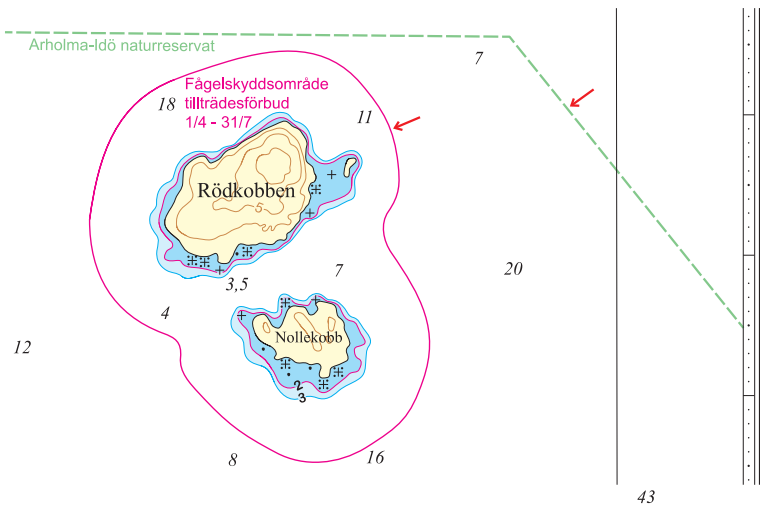 Arholma-Idö naturreservat
7
Fågelskyddsområde
18 tillträdesförbud
11
1/4 - 31/7
Rödkobben
5
7
20
3,5
4
12
Nollekobb
2
3
8
16
43